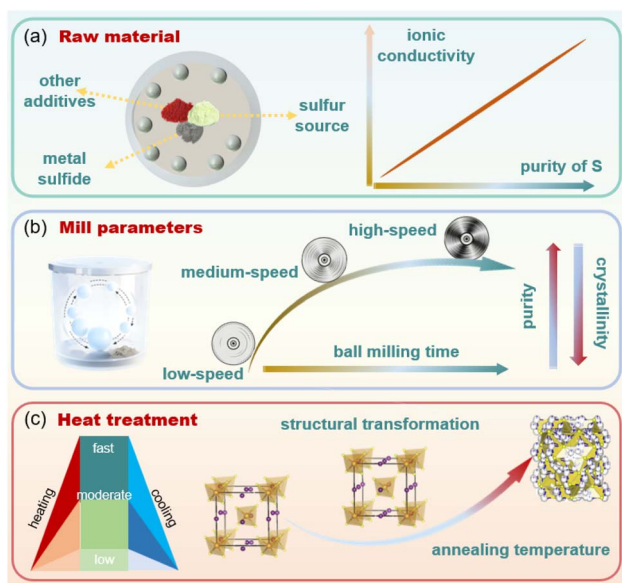 (a) Raw material
other
additives
metal
sulfide
sulfur
source
ionic
conductivity
purity of S
(b) Mill parameters
low-speed
medium-speed
high-speed
ball milling time
purity
crystallinity
(c) Heat treatment
heating
fast
moderate
low
cooling
structural transformation
annealing temperature